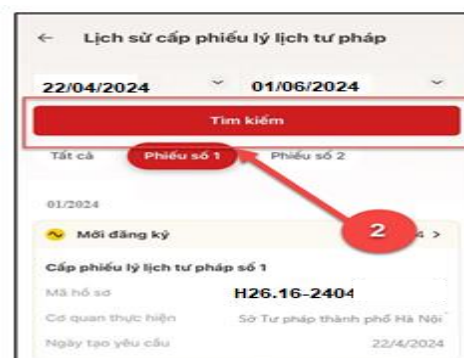 ← Lịch sử cấp phiếu lý lịch tư pháp
22/04/2024 01/06/2024
Tìm kiếm
Tất cả Phiếu số 1 Phiếu số 2
01/2024
Mới đăng ký 4 >
2
Cấp phiếu lý lịch tư pháp số 1
Mã hồ sơ H26.16-2404
Cơ quan thực hiện Sở Tư pháp thành phố Hà Nội
Ngày tạo yêu cầu 22/4/2024